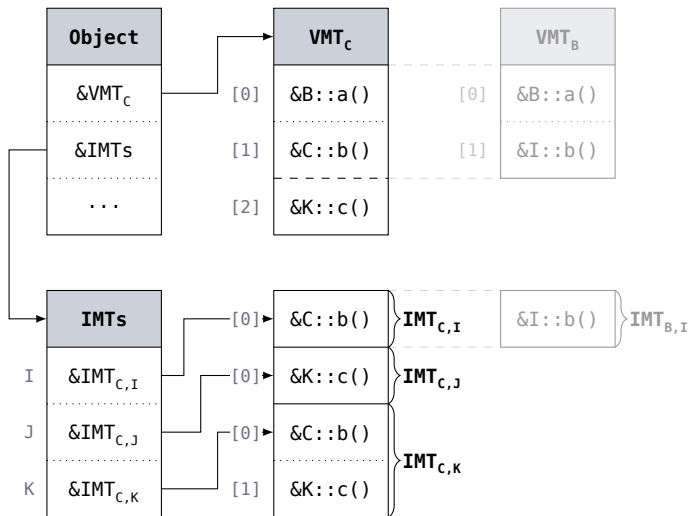 Object VMT_C VMT_B
&VMT_C [0] &B::a() [0] &B::a()
&IMTs [1] &C::b() [1] &I::b()
... [2] &K::c()
IMTs [0] &C::b() IMT_C,I &I::b() IMT_B,I
I &IMT_C,I [0] &K::c() IMT_C,J
J &IMT_C,J [0] &C::b()
IMT_C,K
K &IMT_C,K [1] &K::c()